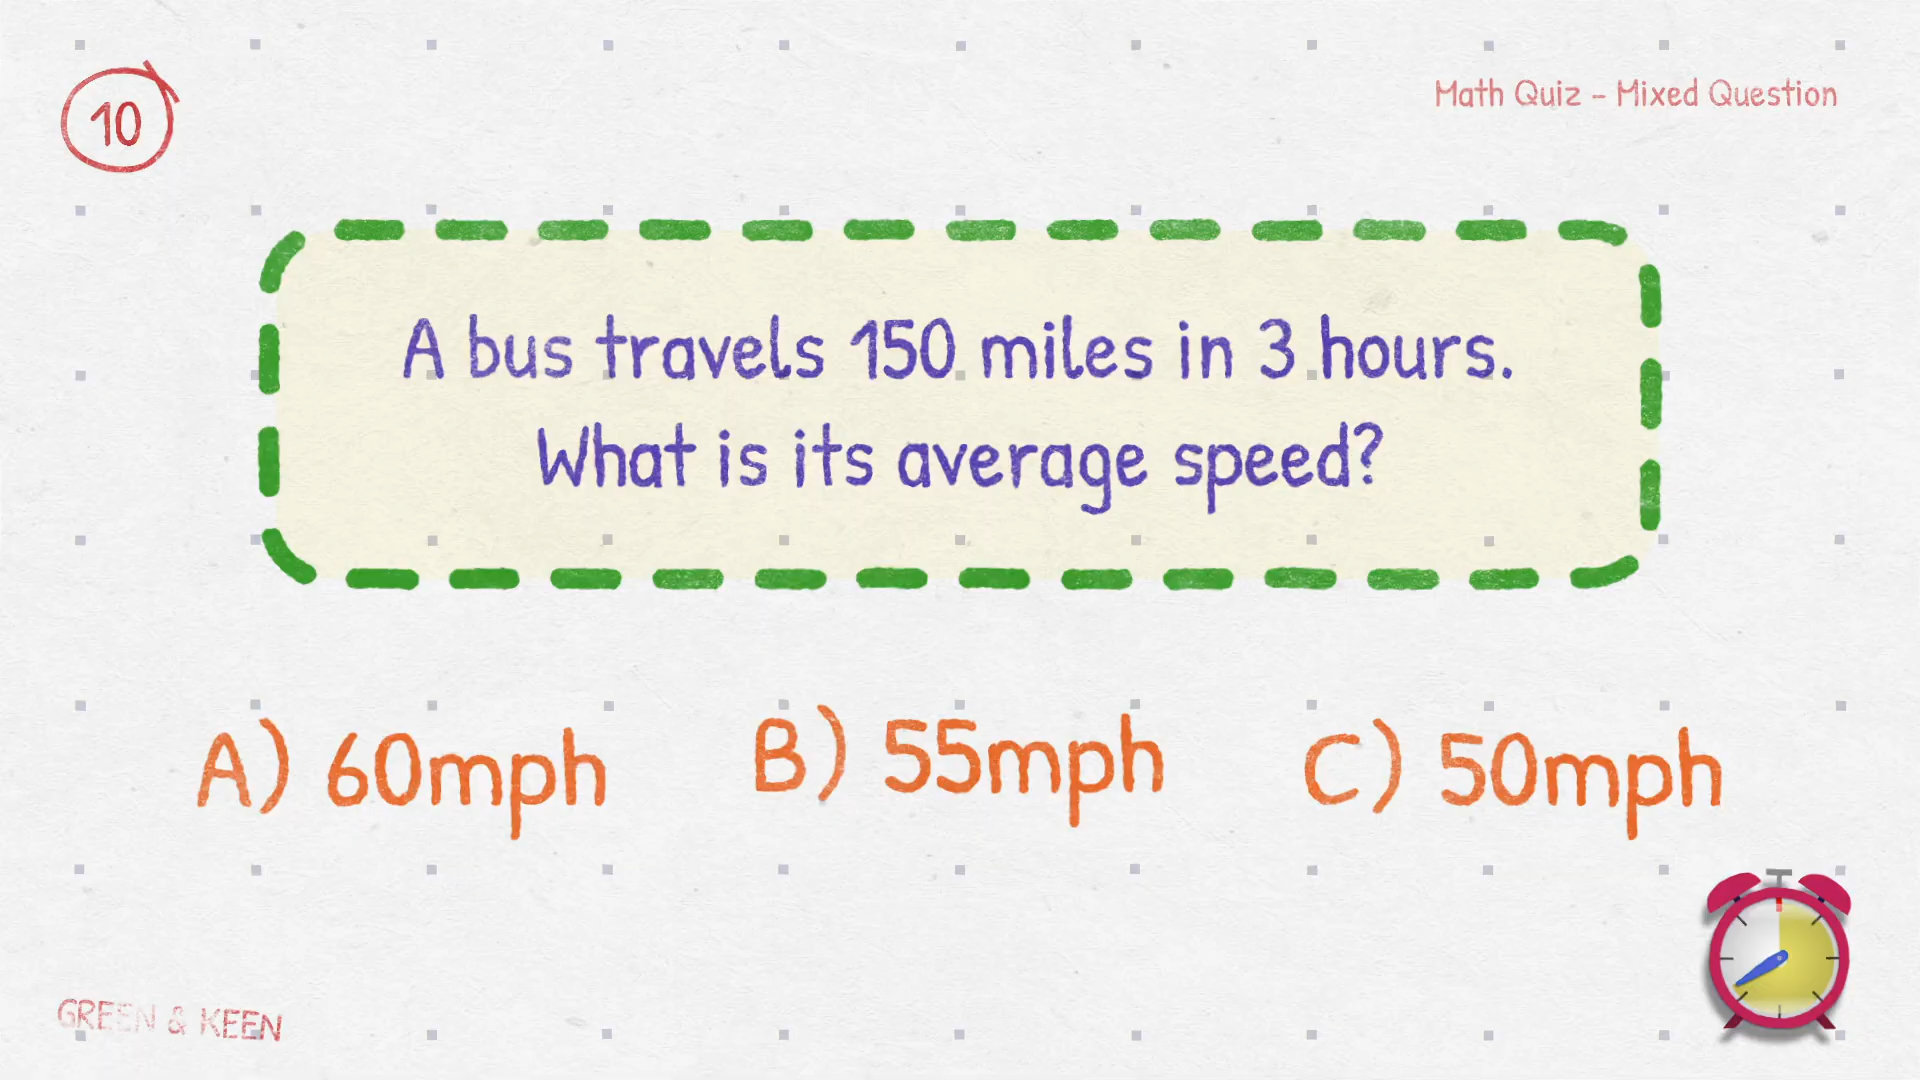 10
Math Quiz - Mixed Question
A bus travels 150 miles in 3 hours.
What is its average speed?
A) 60mph
B) 55mph
C) 50mph
GREEN & KEEN